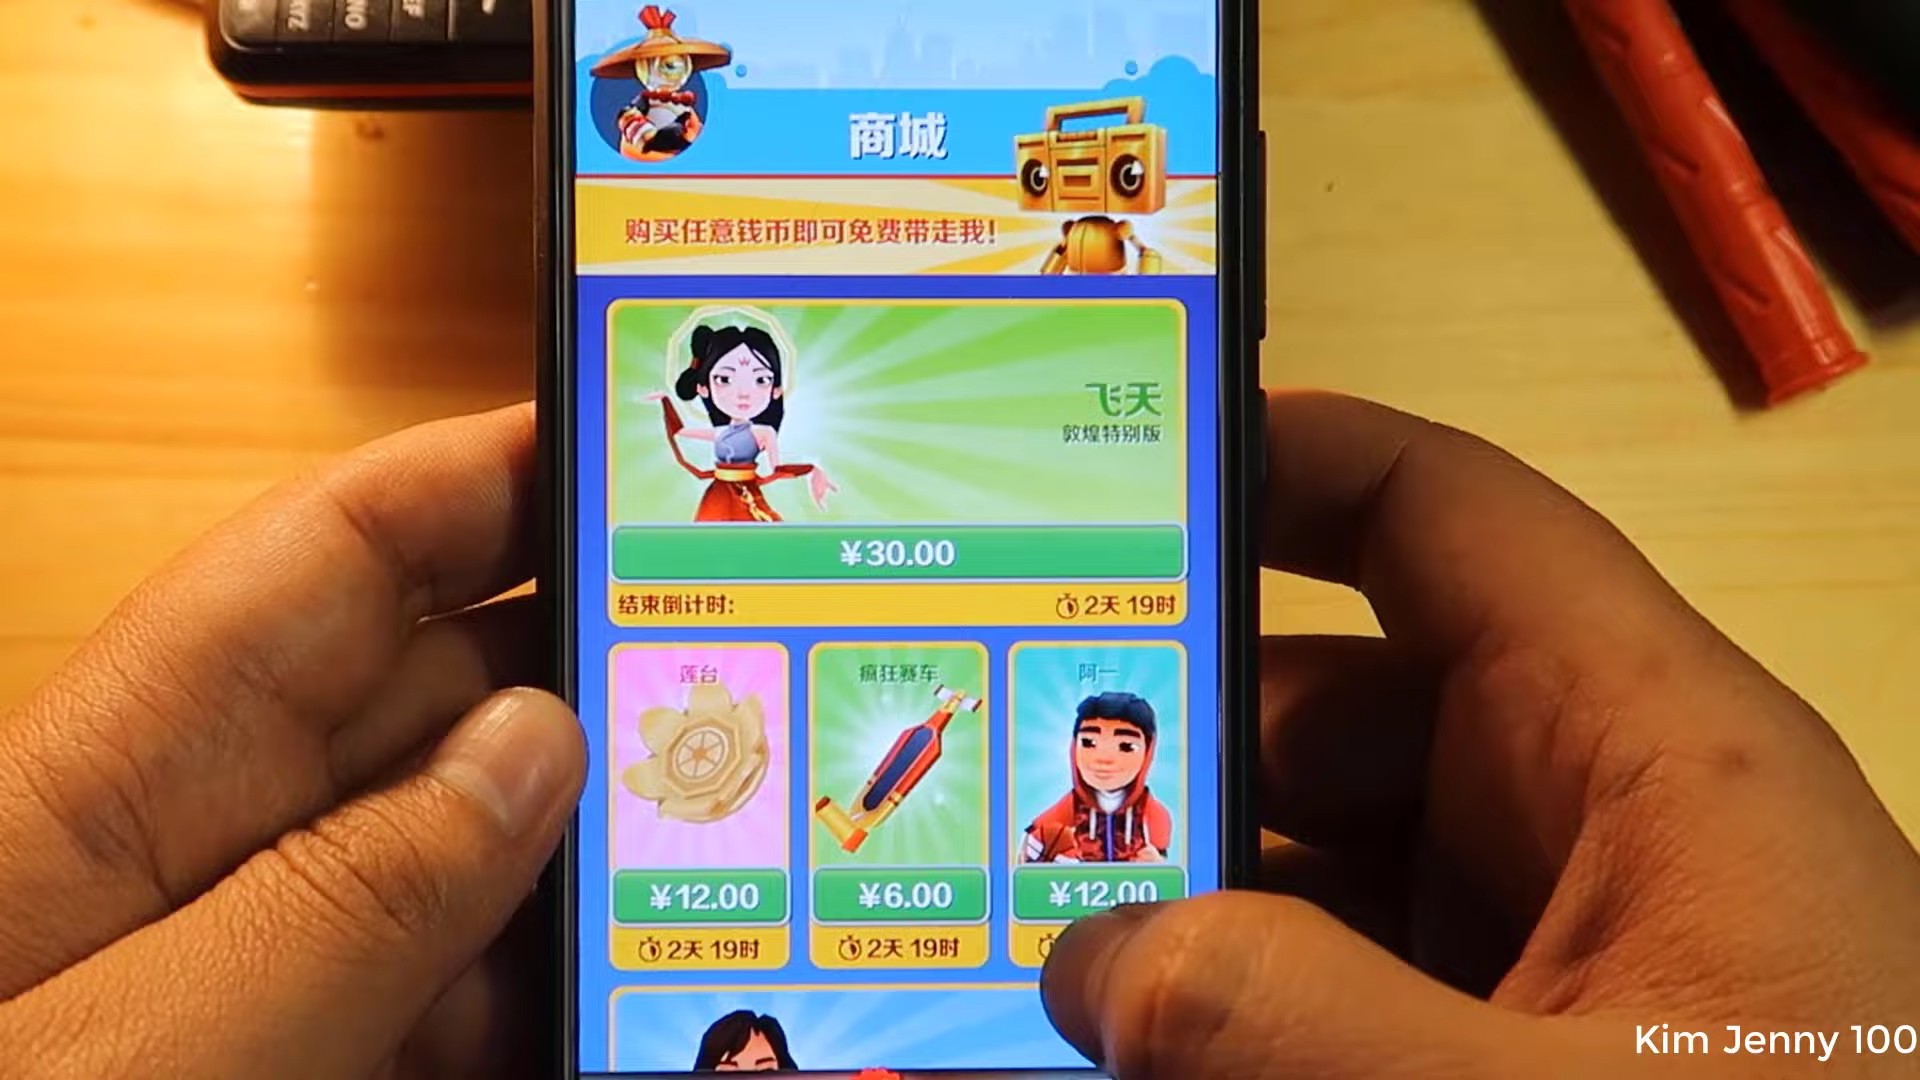 商城
购买任意钱币即可免费带走我!
飞天
敦煌特别版
¥30.00
结束倒计时:
2天 19时
莲台
疯狂赛车
阿一
¥12.00
¥6.00
¥12.00
2天 19时
2天 19时
Kim Jenny 100